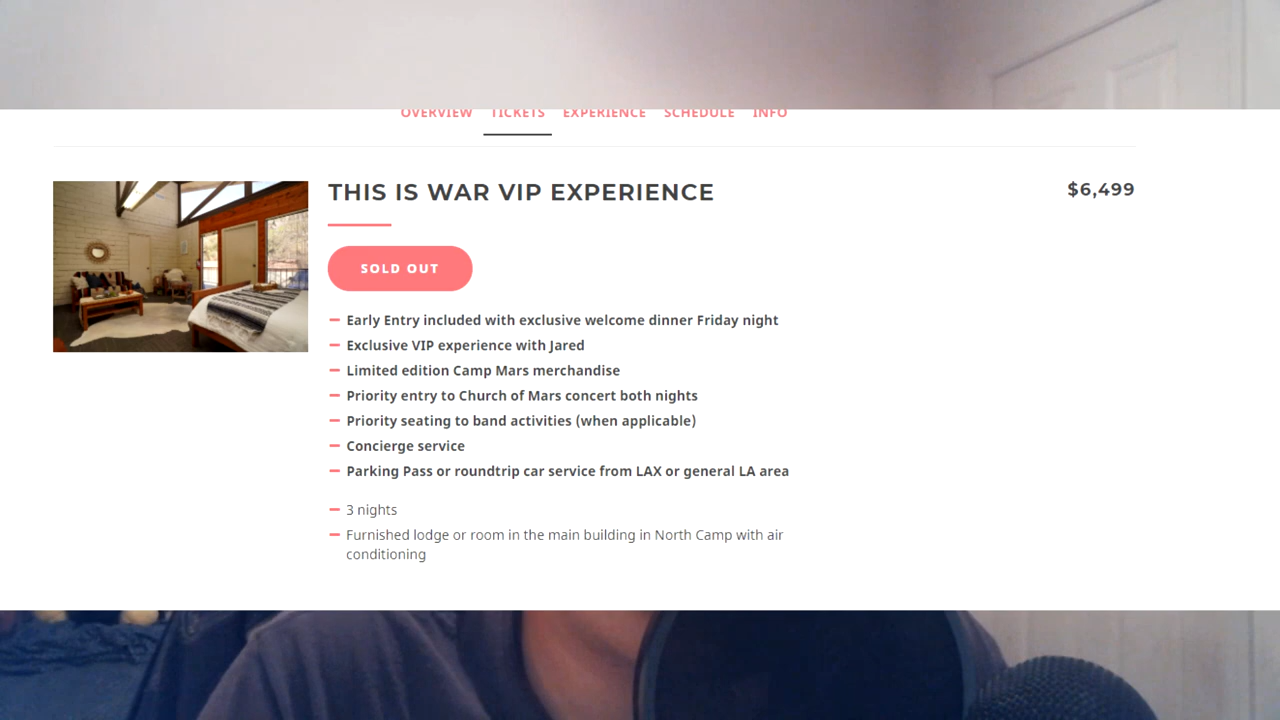 OVERVIEW TICKETS EXPERIENCE SCHEDULE INFO
THIS IS WAR VIP EXPERIENCE
$6,499
SOLD OUT
Early Entry included with exclusive welcome dinner Friday night
Exclusive VIP experience with Jared
Limited edition Camp Mars merchandise
Priority entry to Church of Mars concert both nights
Priority seating to band activities (when applicable)
Concierge service
Parking Pass or roundtrip car service from LAX or general LA area
3 nights
Furnished lodge or room in the main building in North Camp with air
conditioning